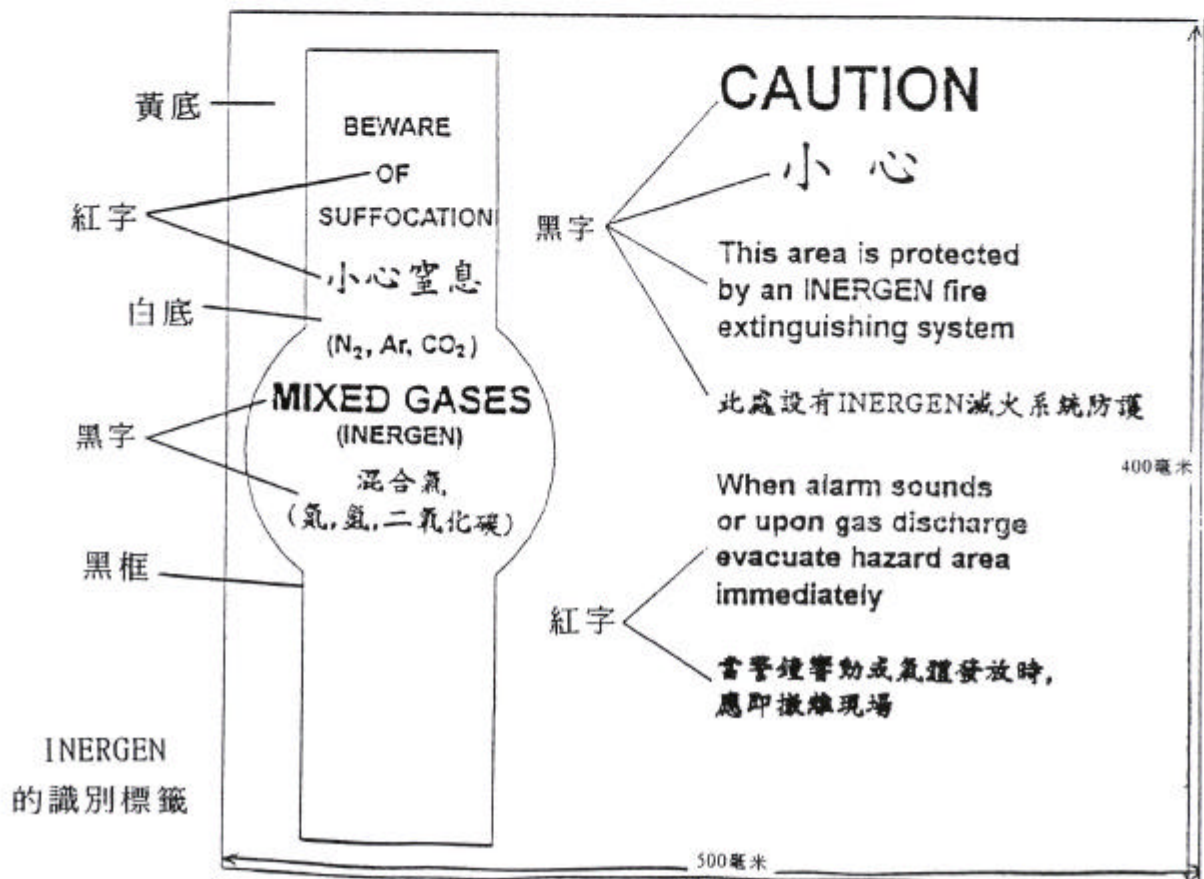 黃底
紅字
白底
黑字
黑框
INERGEN
的識別標籤
BEWARE
OF
SUFFOCATION
小心窒息
(N₂, Ar, CO₂)
MIXED GASES
(INERGEN)
混合氣
(氮,氬,二氧化碳)
黑字
紅字
CAUTION
小心
This area is protected
by an INERGEN fire
extinguishing system
此處設有INERGEN滅火系統防護
When alarm sounds
or upon gas discharge
evacuate hazard area
immediately
當警鐘響動或氣體發放時,
應即撤離現場
400毫米
500毫米